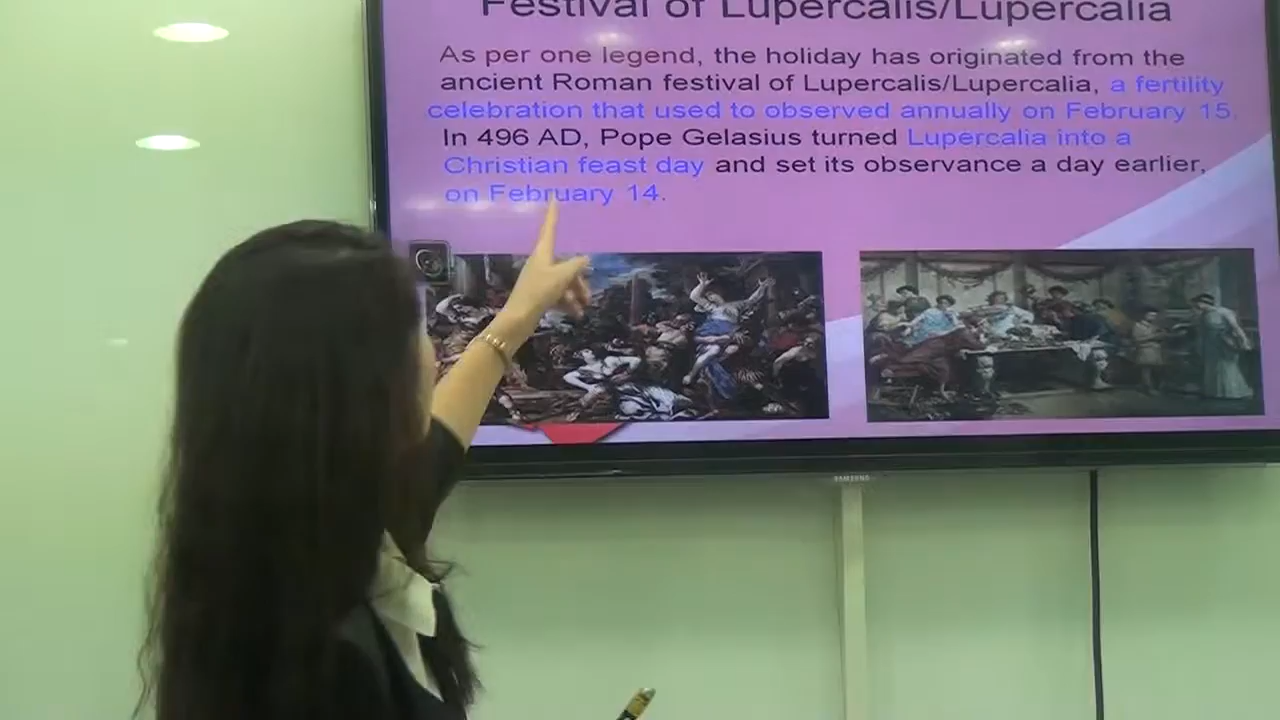 Festival of Lupercalis/Lupercalia
As per one legend, the holiday has originated from the
ancient Roman festival of Lupercalis/Lupercalia, a fertility
celebration that used to observed annually on February 15.
In 496 AD, Pope Gelasius turned Lupercalia into a
Christian feast day and set its observance a day earlier,
on February 14.
SAMSUNG